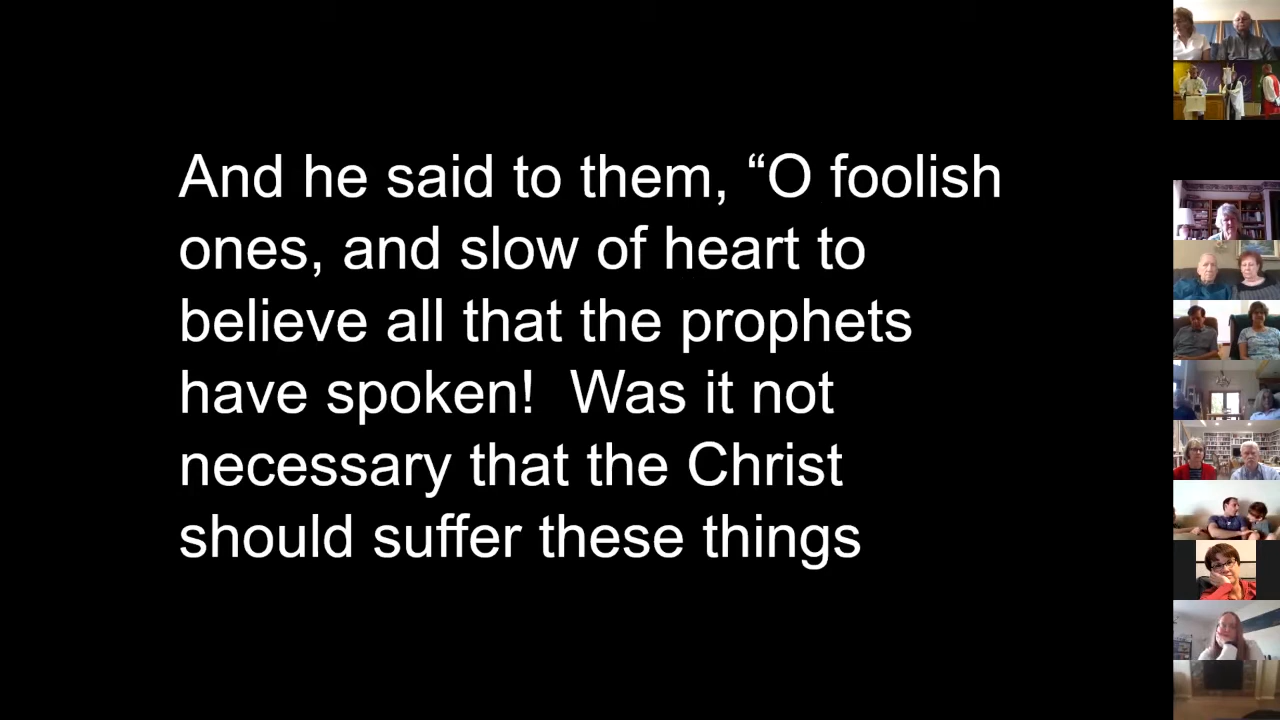 And he said to them, “O foolish
ones, and slow of heart to
believe all that the prophets
have spoken!  Was it not
necessary that the Christ
should suffer these things